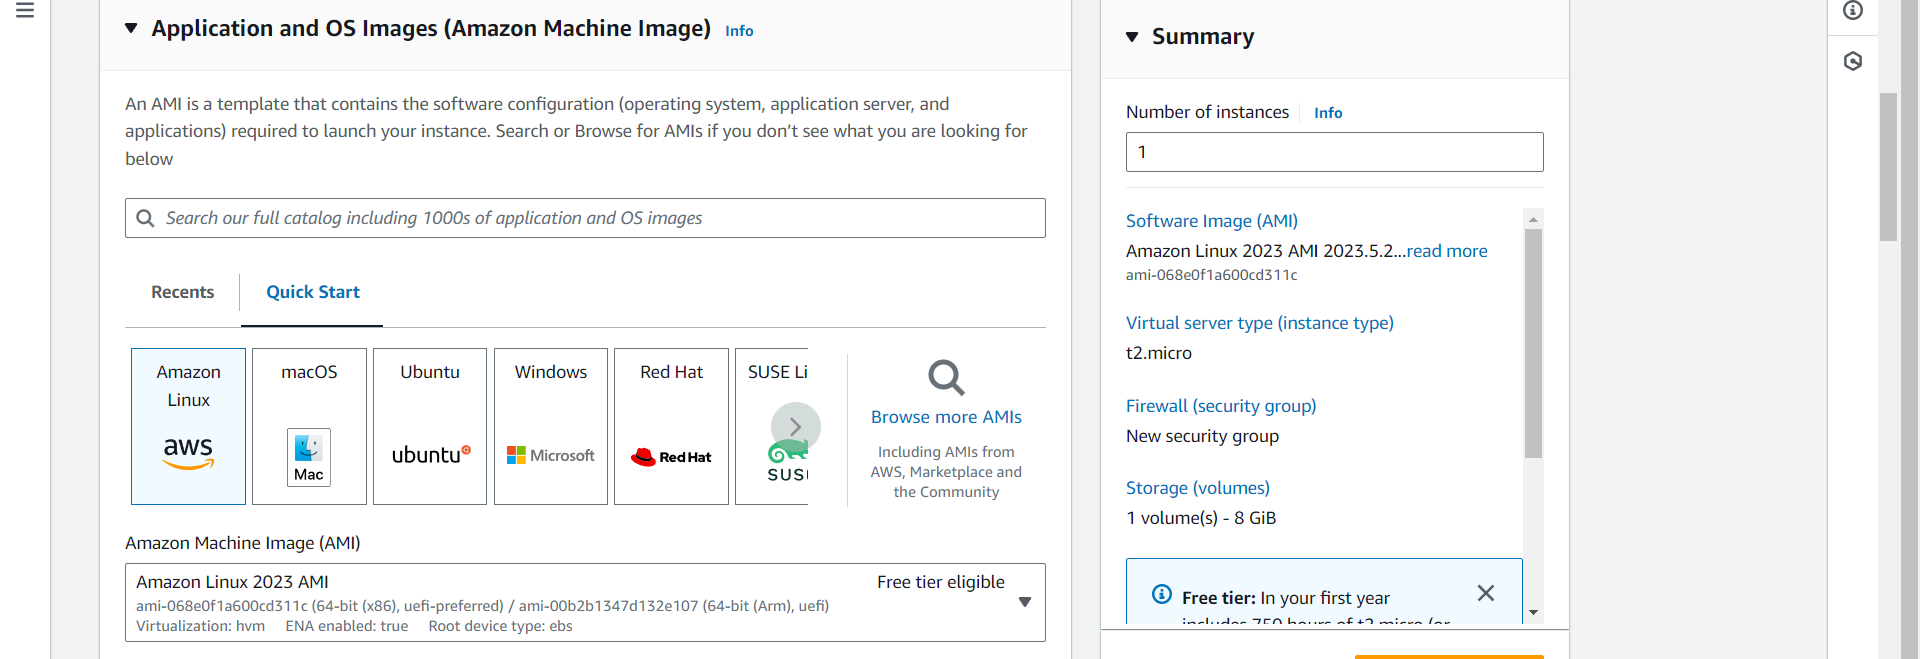 Application and OS Images (Amazon Machine Image) Info
An AMI is a template that contains the software configuration (operating system, application server, and
applications) required to launch your instance. Search or Browse for AMIs if you don’t see what you are looking for
below
Search our full catalog including 1000s of application and OS images
Recents
Quick Start
Amazon
Linux
aws
macOS
Mac
Ubuntu
ubuntu
Windows
Microsoft
Red Hat
Red Hat
SUSE Li
SUS
Browse more AMIs
Including AMIs from
AWS, Marketplace and
the Community
Amazon Machine Image (AMI)
Amazon Linux 2023 AMI
Free tier eligible
ami-068e0f1a600cd311c (64-bit (x86), uefi-preferred) / ami-00b2b1347d132e107 (64-bit (Arm), uefi)
Virtualization: hvm ENA enabled: true Root device type: ebs
Summary
Number of instances Info
1
Software Image (AMI)
Amazon Linux 2023 AMI 2023.5.2...read more
ami-068e0f1a600cd311c
Virtual server type (instance type)
t2.micro
Firewall (security group)
New security group
Storage (volumes)
1 volume(s) - 8 GiB
Free tier: In your first year
includes 750 hours of t2.micro (or